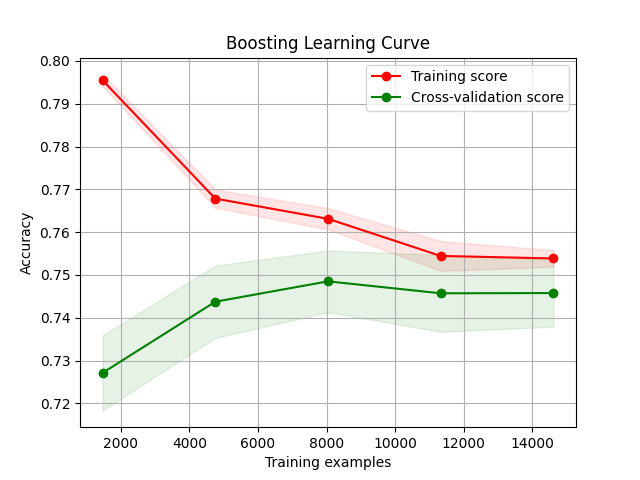 Boosting Learning Curve
Training score
Cross-validation score
0.80
0.79
0.78
0.77
0.76
0.75
0.74
0.73
0.72
Accuracy
2000 4000 6000 8000 10000 12000 14000
Training examples